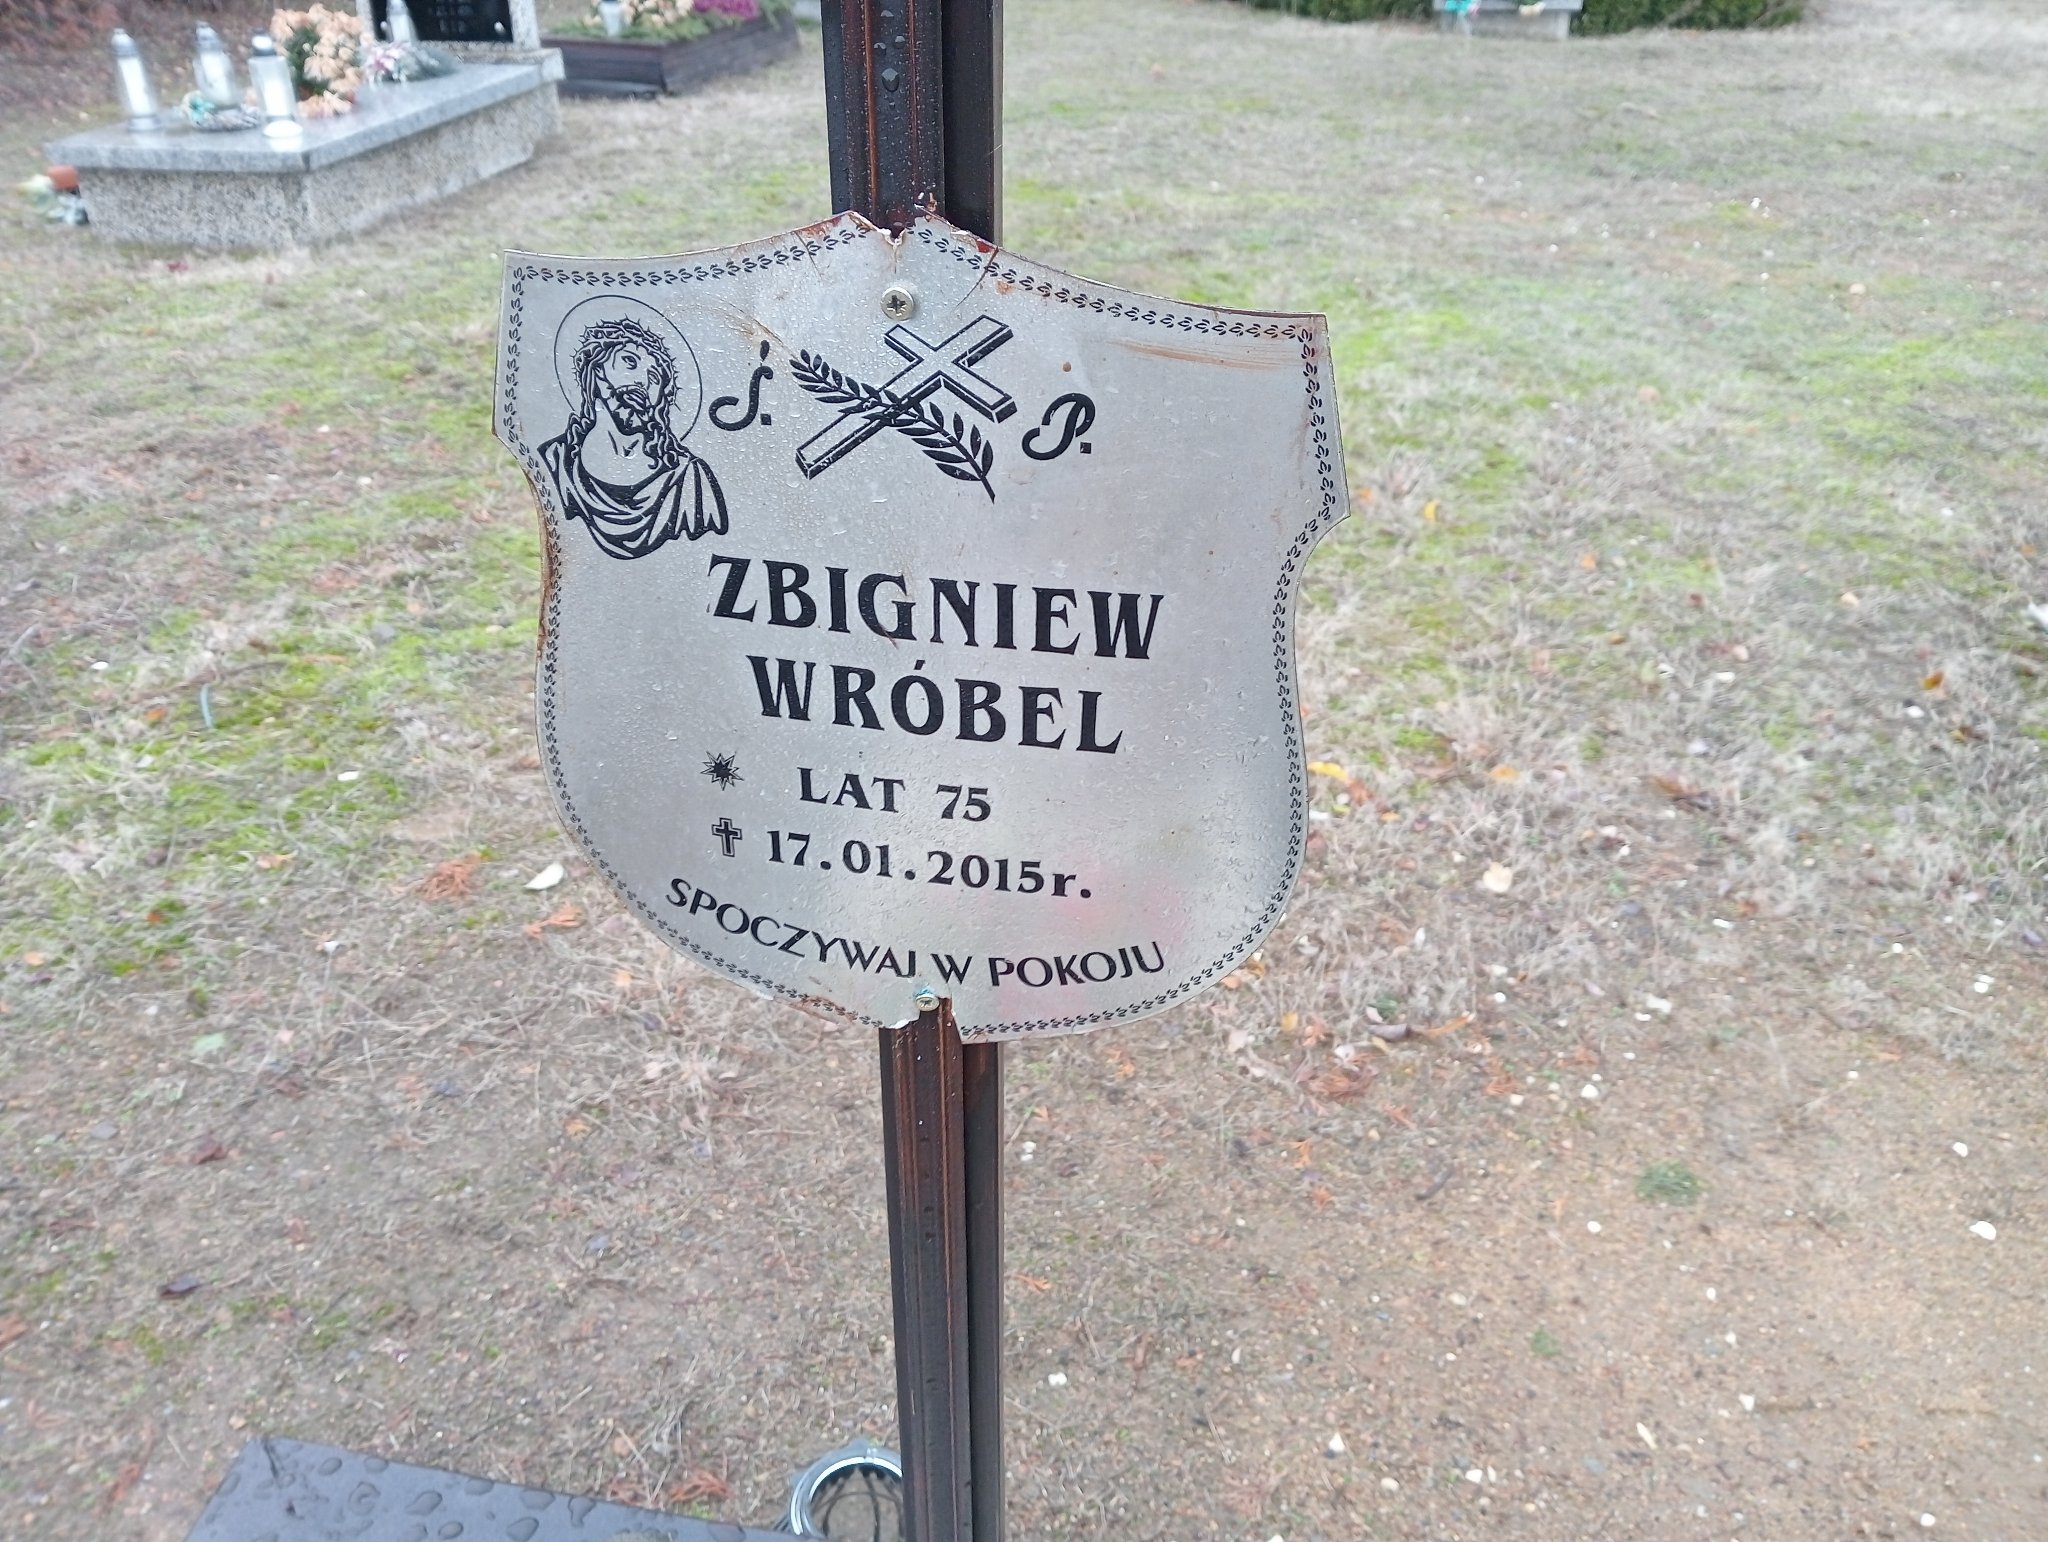 Ś. P.
ZBIGNIEW
WRÓBEL
LAT 75
17.01.2015r.
SPOCZYWAJ W POKOJU